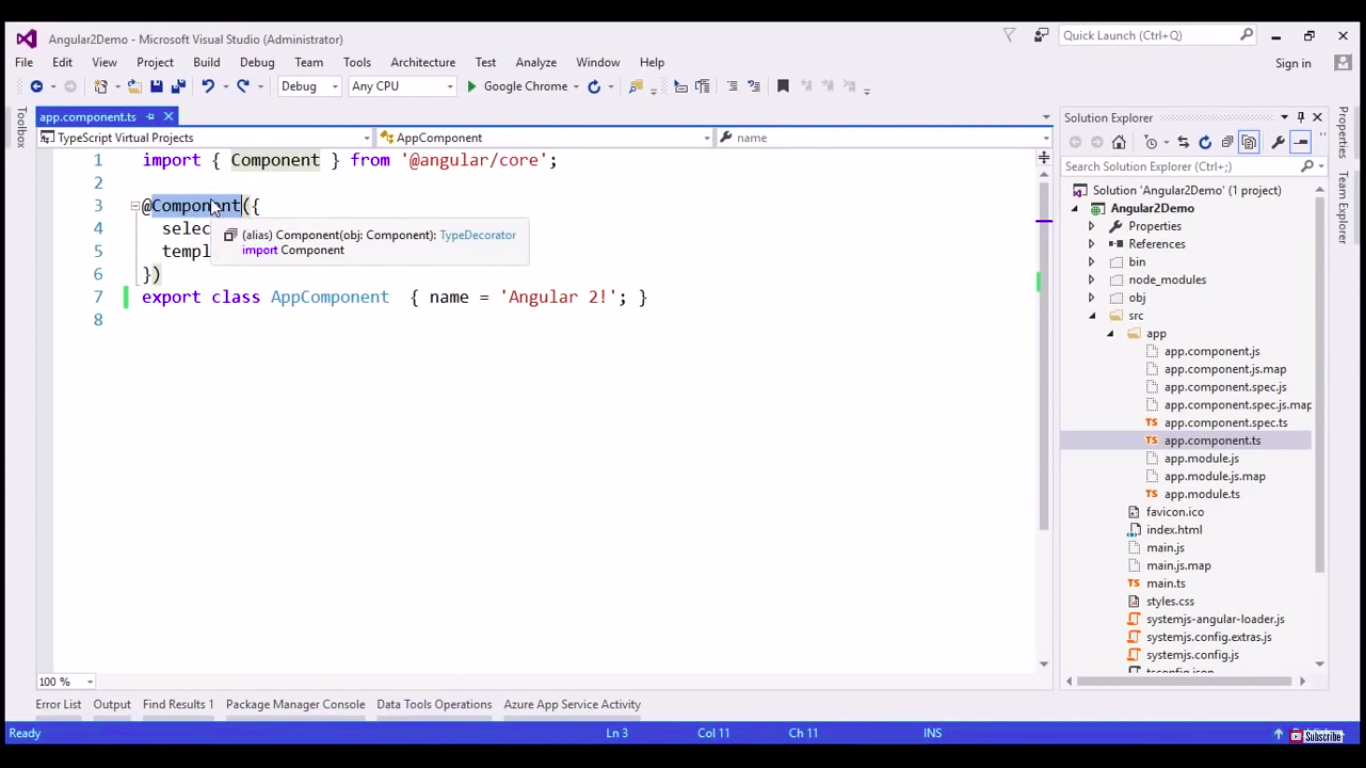 Angular2Demo - Microsoft Visual Studio (Administrator)
Quick Launch (Ctrl+Q)
File Edit View Project Build Debug Team Tools Architecture Test Analyze Window Help
Sign in
Debug Any CPU Google Chrome
Toolbox
app.component.ts
TypeScript Virtual Projects AppComponent name
1 import { Component } from '@angular/core';
2
3 @Component({
4 selec
5 templ
(alias) Component(obj: Component): TypeDecorator
import Component
6 })
7 export class AppComponent { name = 'Angular 2!'; }
8
100 %
Solution Explorer
Search Solution Explorer (Ctrl+;)
Solution 'Angular2Demo' (1 project)
Angular2Demo
Properties
References
bin
node_modules
obj
src
app
app.component.js
app.component.js.map
app.component.spec.js
app.component.spec.js.map
app.component.spec.ts
app.component.ts
app.module.js
app.module.js.map
app.module.ts
favicon.ico
index.html
main.js
main.js.map
main.ts
styles.css
systemjs-angular-loader.js
systemjs.config.extras.js
systemjs.config.js
tsconfig.json
Properties
Team Explorer
Error List Output Find Results 1 Package Manager Console Data Tools Operations Azure App Service Activity
Ready Ln 3 Col 11 Ch 11 INS
Subscribe